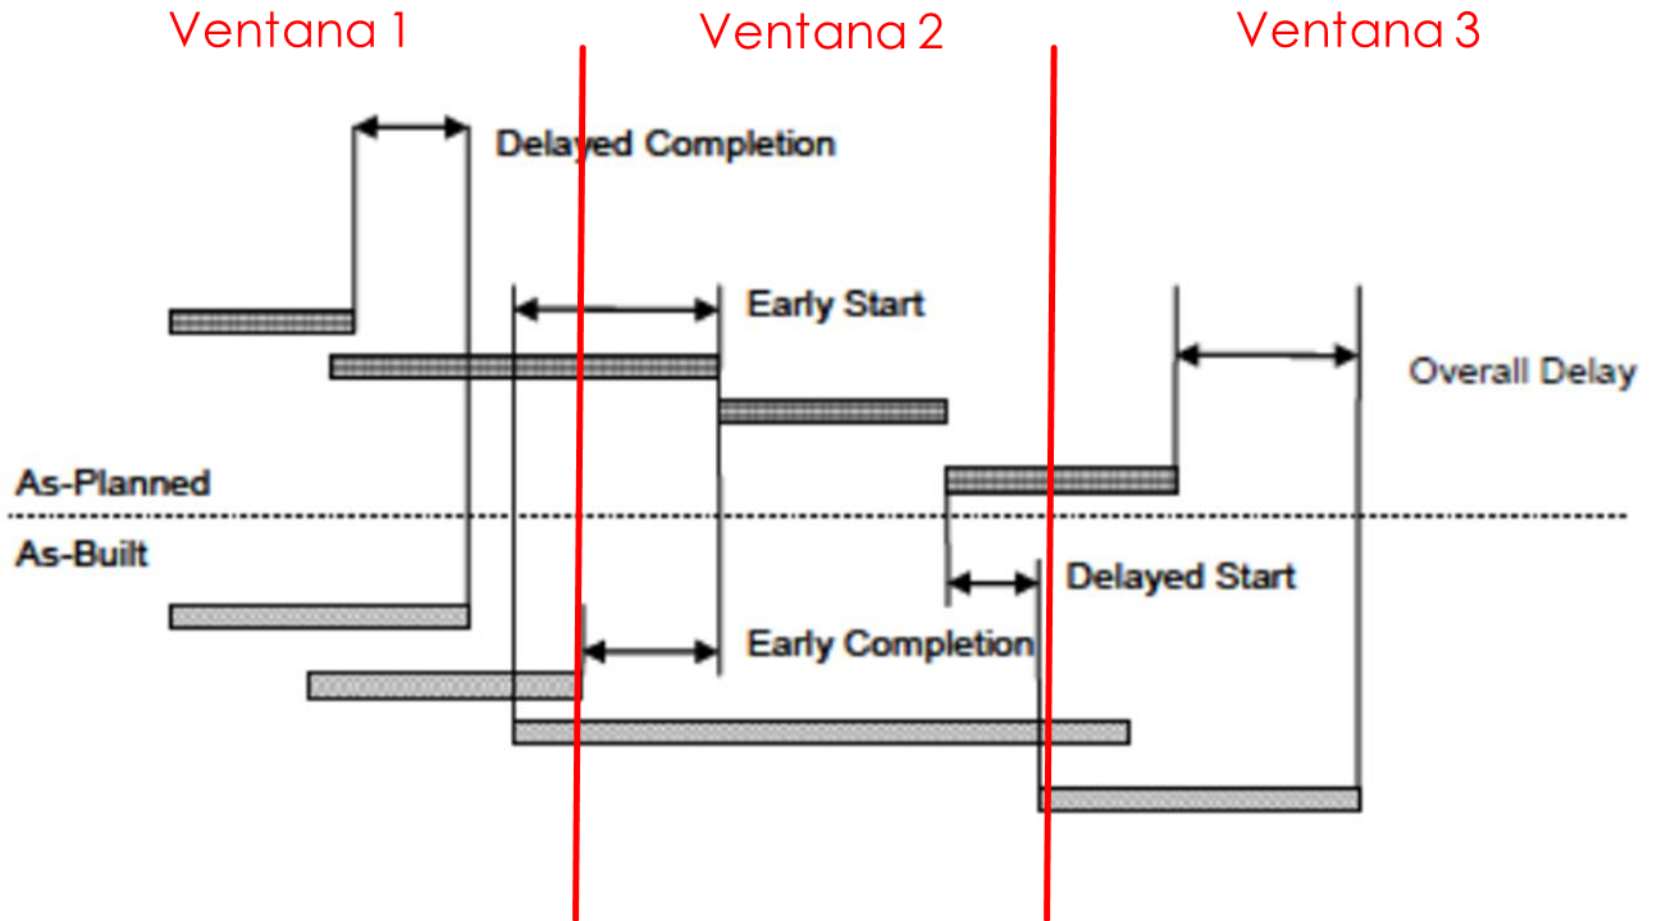 Ventana 1
Ventana 2
Ventana 3
Delayed Completion
Early Start
Overall Delay
As-Planned
As-Built
Delayed Start
Early Completion